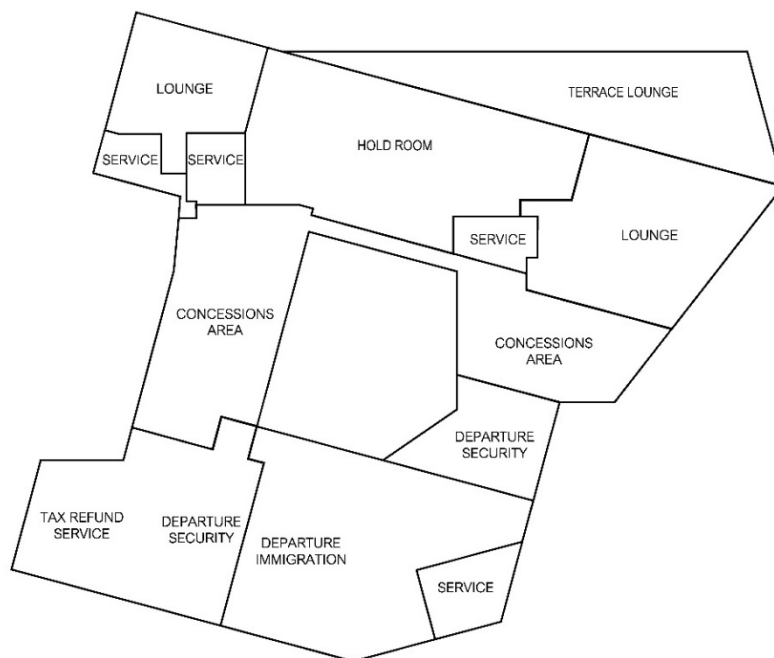 LOUNGE
TERRACE LOUNGE
HOLD ROOM
SERVICE
SERVICE
SERVICE
LOUNGE
CONCESSIONS
AREA
CONCESSIONS
AREA
DEPARTURE
SECURITY
TAX REFUND
SERVICE
DEPARTURE
SECURITY
DEPARTURE
IMMIGRATION
SERVICE